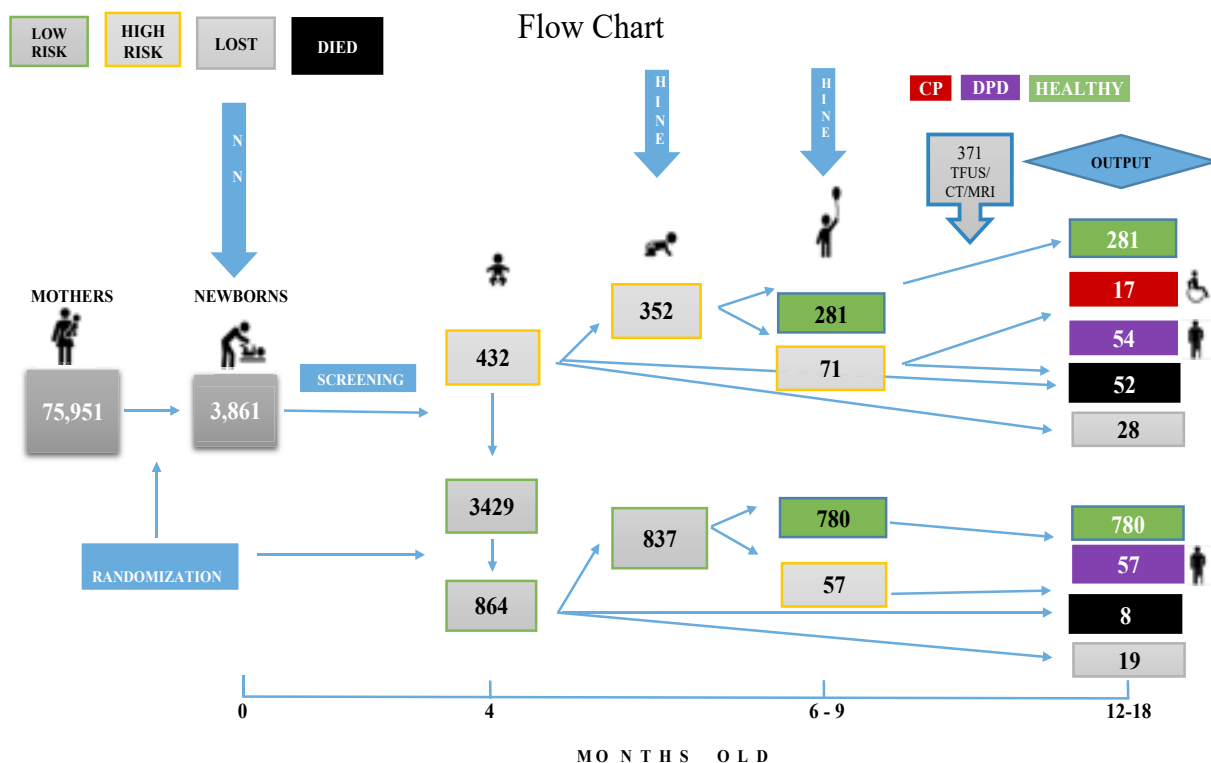 Flow Chart
LOW
RISK
HIGH
RISK
LOST
DIED
N
N
H
I
N
E
H
I
N
E
CP
DPD
HEALTHY
371
TFUS/
CT/MRI
OUTPUT
MOTHERS
NEWBORNS
75,951
3,861
SCREENING
RANDOMIZATION
432
3429
864
352
281
71
837
780
57
281
17
54
52
28
780
57
8
19
0
4
6 - 9
12-18
MONTHS OLD